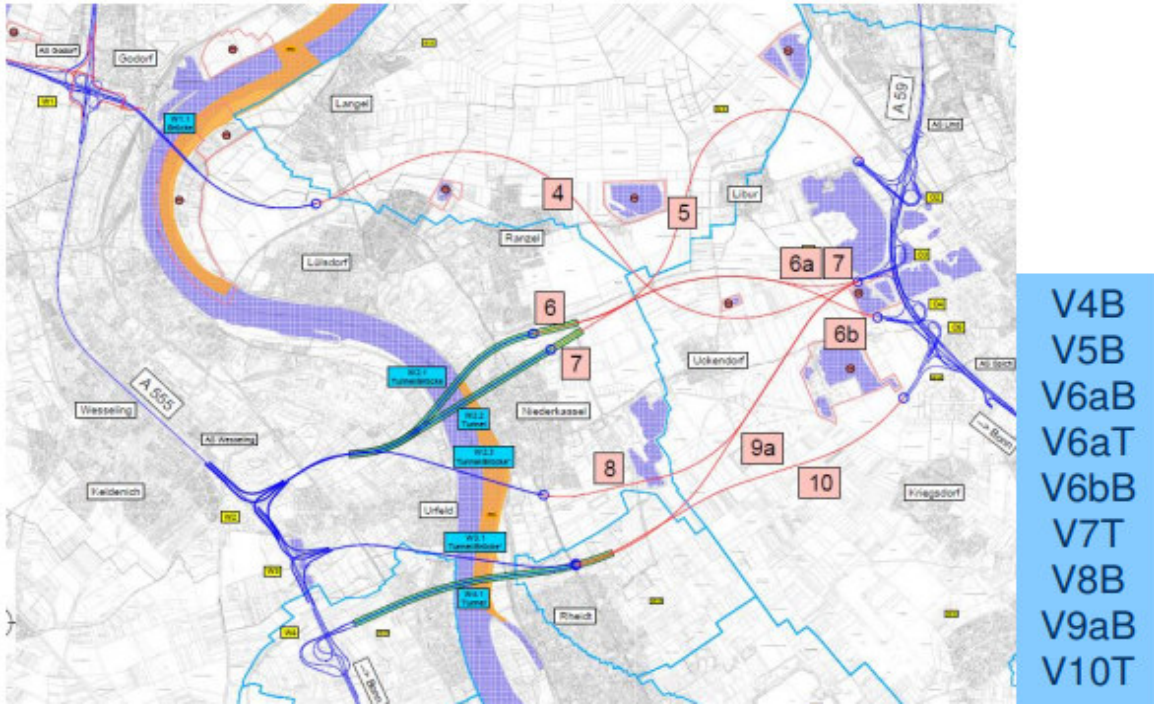 AS Godorf
Godorf
W1
W1.1
Brücke
Langel
A 59
AS Lind
4
5
Libur
Ranzel
Lülsdorf
6a
7
6
6b
7
Uckendorf
W2.1
Tunnel/Brücke
W2.2
Tunnel
Niederkassel
W2.3
Tunnel/Brücke
A 555
Wesseling
AS Wesseling
AS Spich
--> Bonn
9a
8
10
Keldenich
Kriegsdorf
Urfeld
W2
W3.1
Tunnel/Brücke
W3
W4.1
Tunnel
Rheidt
W4
--> Bonn
V4B
V5B
V6aB
V6aT
V6bB
V7T
V8B
V9aB
V10T